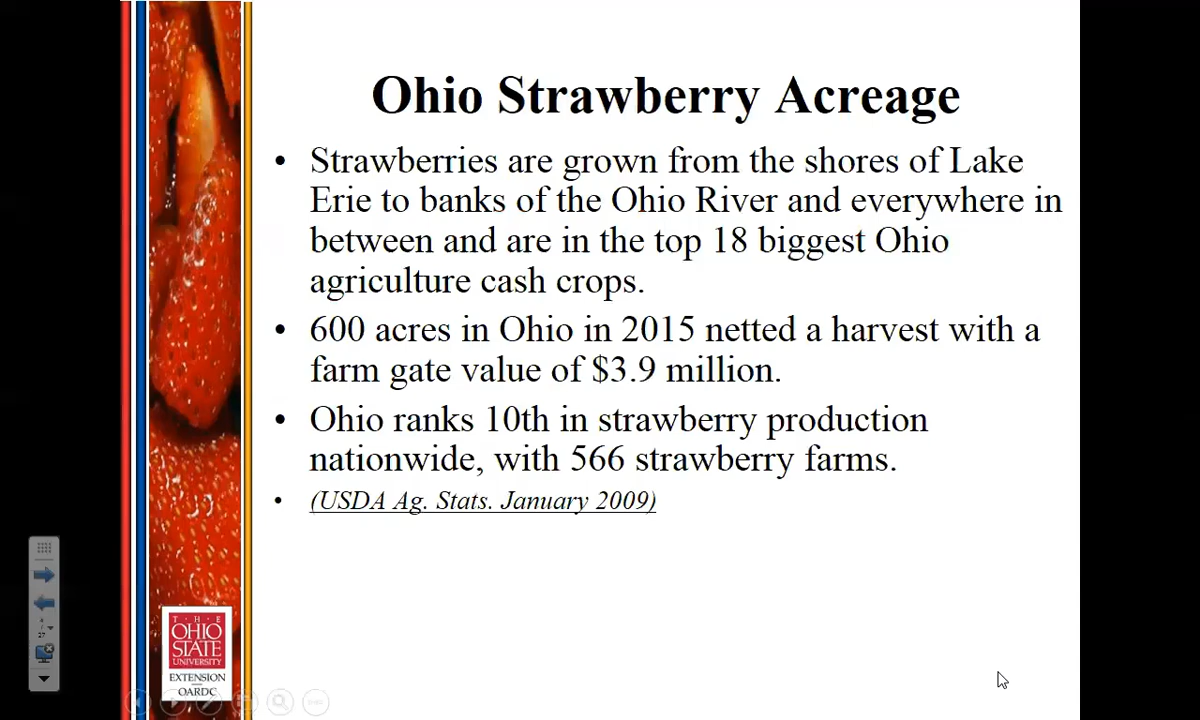 Ohio Strawberry Acreage
• Strawberries are grown from the shores of Lake
Erie to banks of the Ohio River and everywhere in
between and are in the top 18 biggest Ohio
agriculture cash crops.
• 600 acres in Ohio in 2015 netted a harvest with a
farm gate value of $3.9 million.
• Ohio ranks 10th in strawberry production
nationwide, with 566 strawberry farms.
• (USDA Ag. Stats. January 2009)
T · H · E
OHIO
STATE
UNIVERSITY
EXTENSION
OARDC